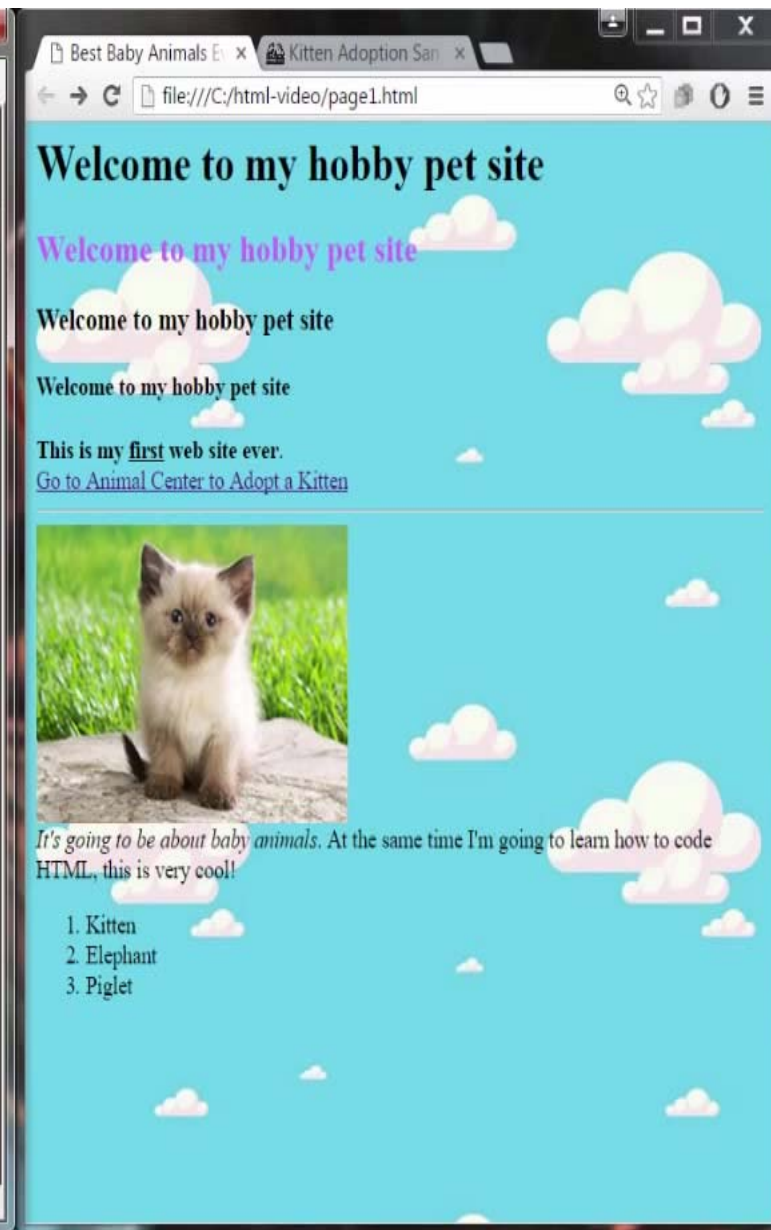 Best Baby Animals
Kitten Adoption San
file:///C:/html-video/page1.html
Welcome to my hobby pet site
Welcome to my hobby pet site
Welcome to my hobby pet site
Welcome to my hobby pet site
This is my first web site ever.
Go to Animal Center to Adopt a Kitten
It's going to be about baby animals. At the same time I'm going to learn how to code
HTML, this is very cool!
1. Kitten
2. Elephant
3. Piglet